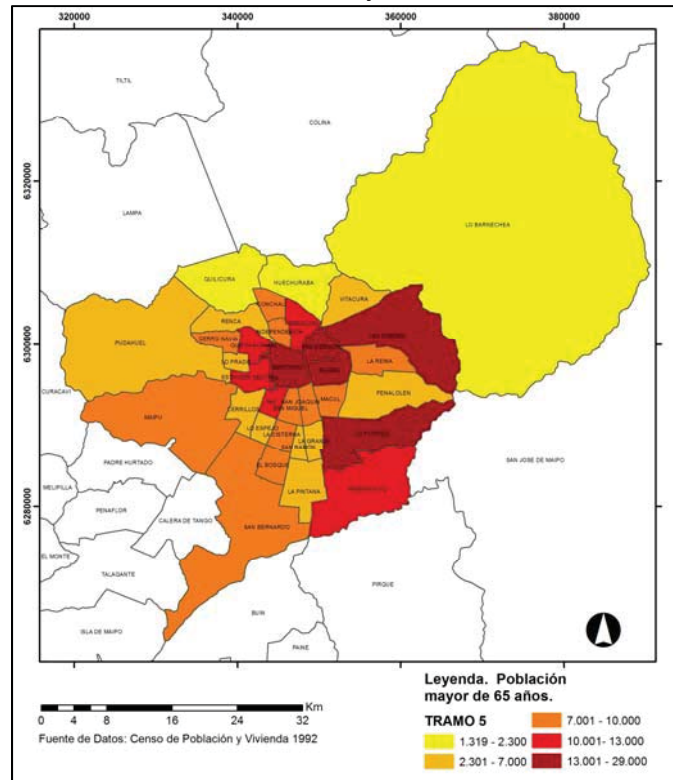 320000 340000 360000 380000
TILTIL
COLINA
6320000
LAMPA
LO BARNECHEA
QUILICURA
HUECHURABA
VITACURA
CONCHALI
RENCA
INDEPENDENCIA
6300000
PUDAHUEL
CERRO NAVIA
LAS CONDES
LA REINA
LO PRADO
CURACAVI
PEÑALOLEN
MACUL
SAN JOAQUIN
SAN MIGUEL
CERRILLOS
MAIPU
LO ESPEJO
LA CISTERNA
LA GRANJA
SAN RAMON
LA FLORIDA
PADRE HURTADO
EL BOSQUE
SAN JOSE DE MAIPO
MELIPILLA
LA PINTANA
6280000
PEÑAFLOR
CALERA DE TANGO
SAN BERNARDO
EL MONTE
TALAGANTE
PIRQUE
BUIN
ISLA DE MAIPO
PAINE
Km
0 4 8 16 24 32
Fuente de Datos: Censo de Población y Vivienda 1992
Leyenda. Población
mayor de 65 años.
TRAMO 5
1.319 - 2.300
2.301 - 7.000
7.001 - 10.000
10.001- 13.000
13.001 - 29.000